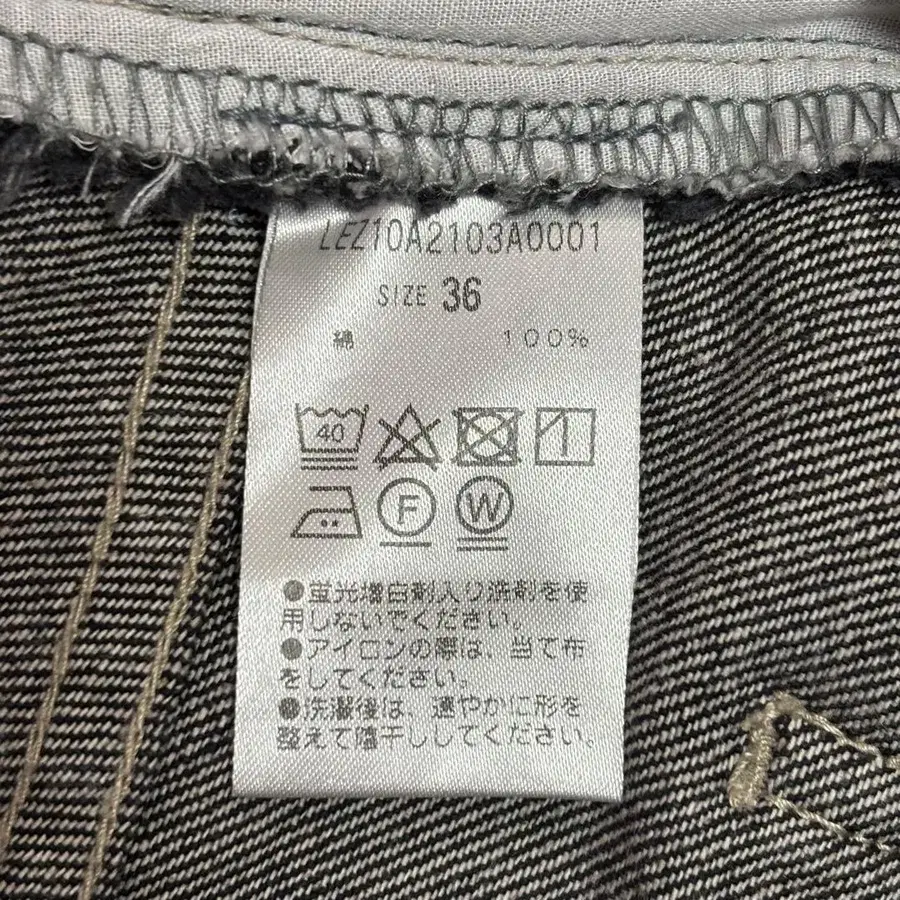 LEZ10A2103A0001
SIZE 36
綿 100%
40
F W
●蛍光増白剤入り洗剤を使
用しないでください。
●アイロンの際は、当て布
をしてください。
●洗濯後は、速やかに形を
整えて陰干ししてください。